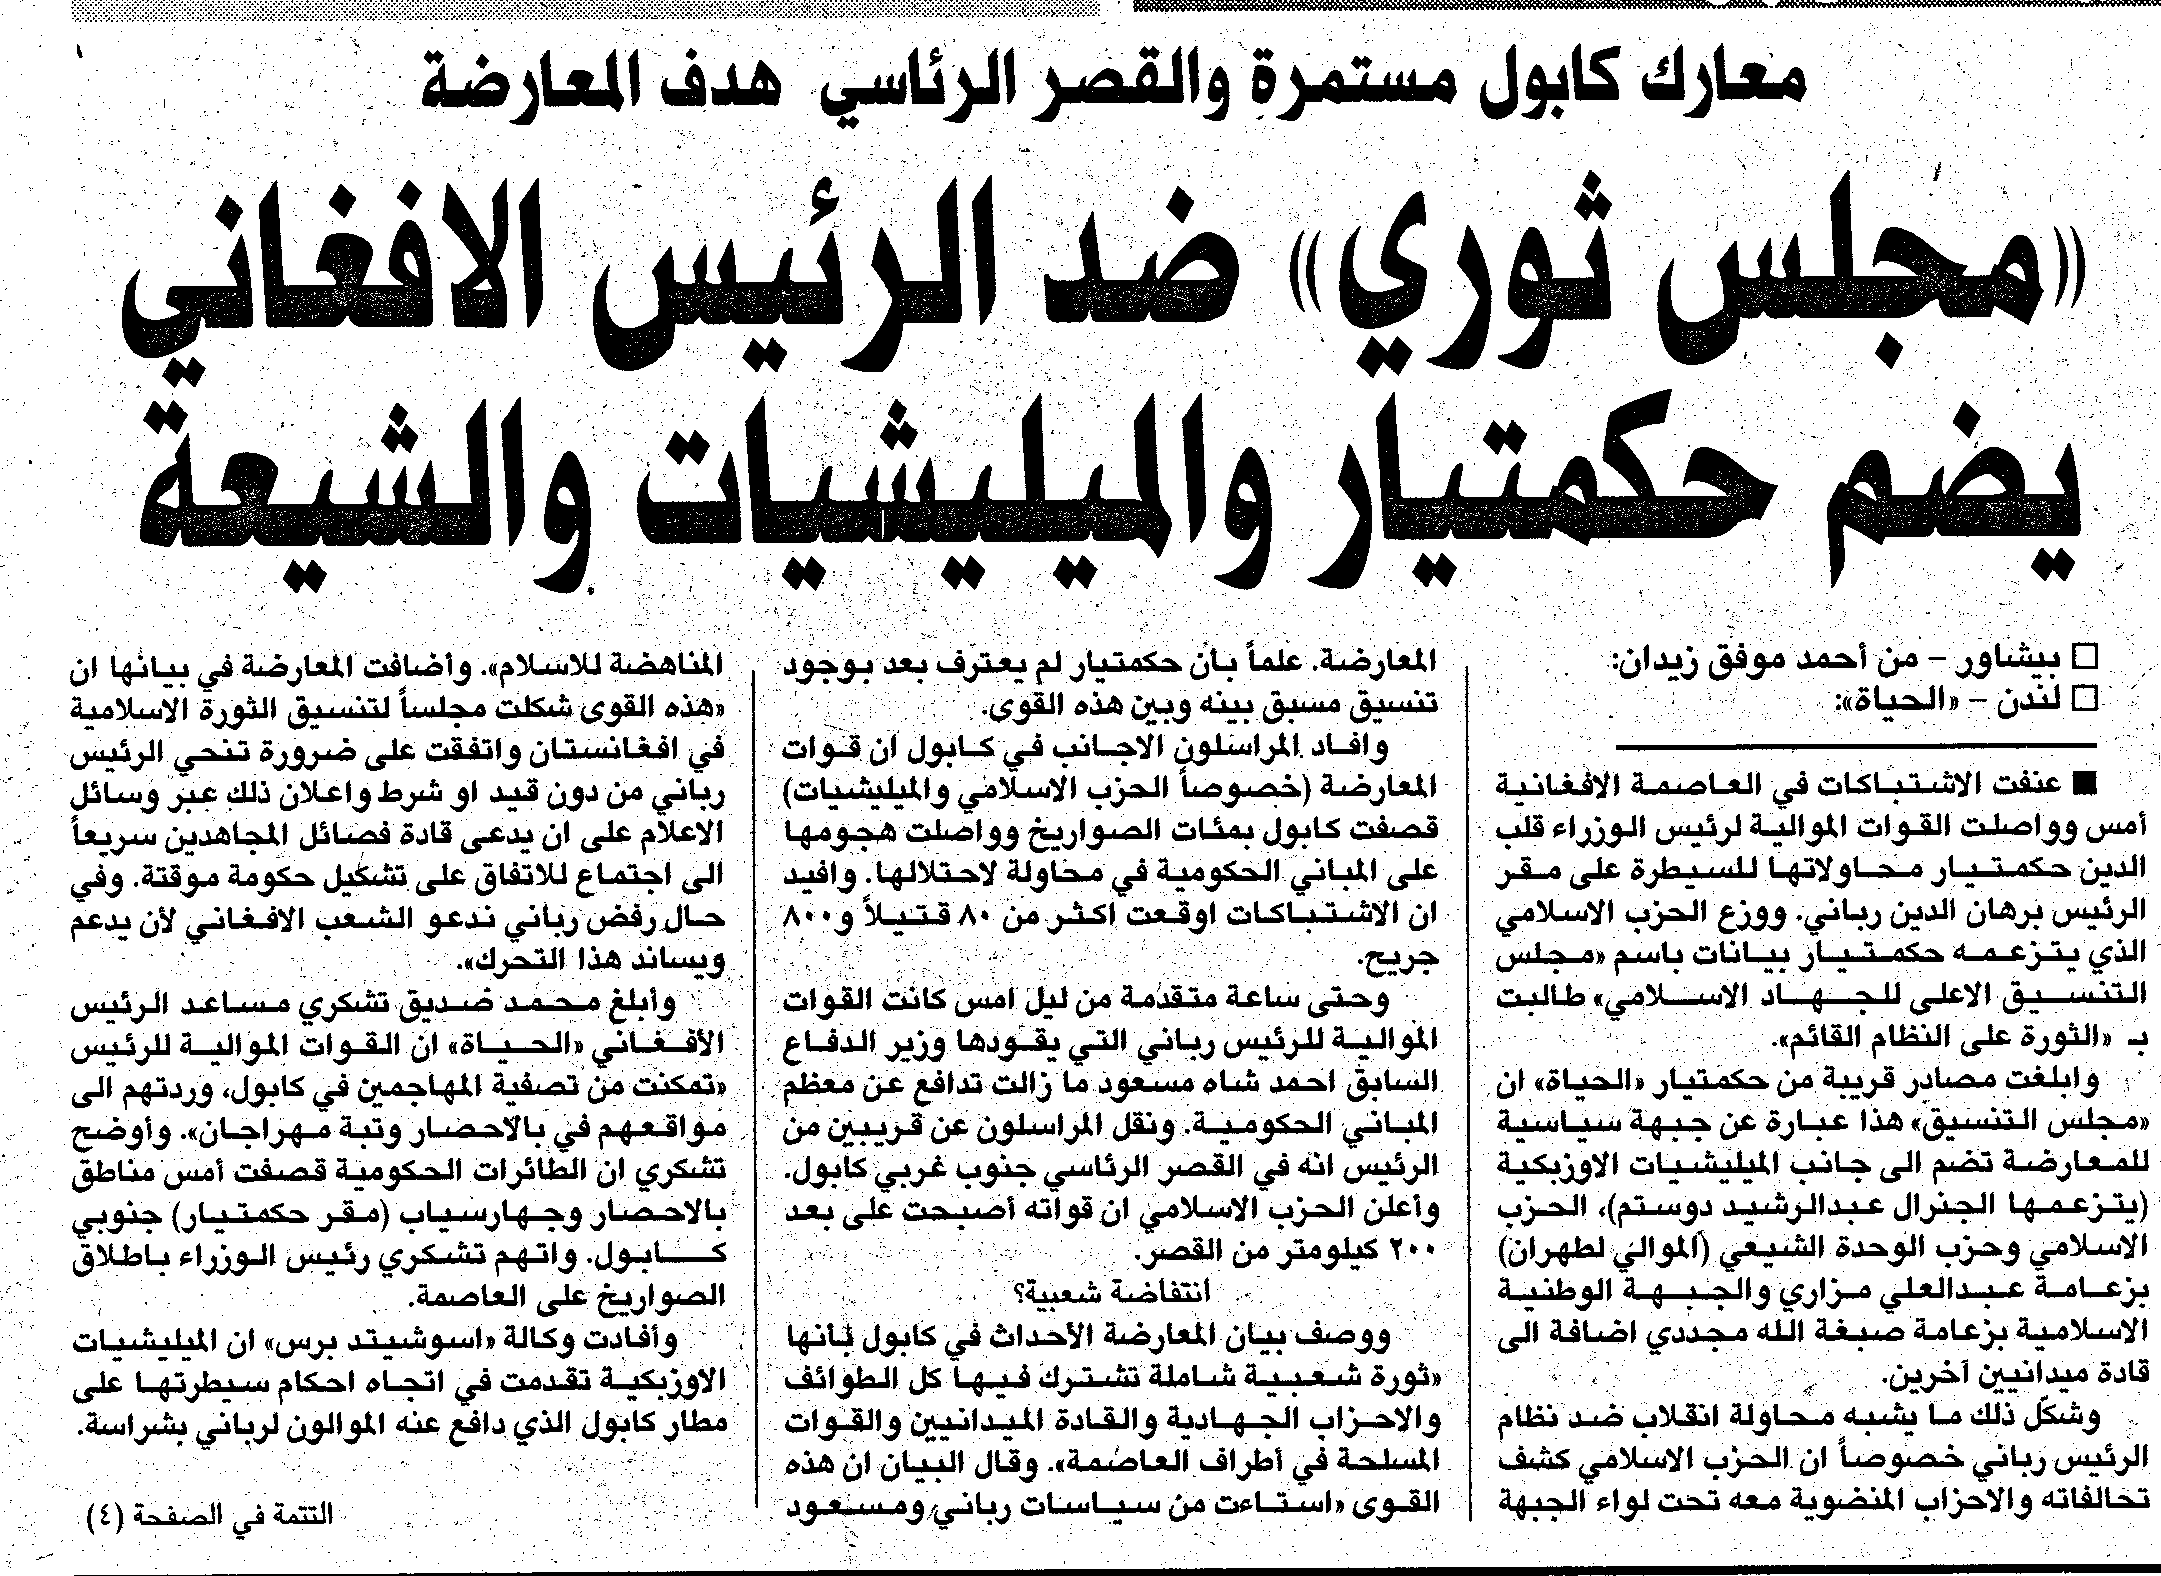 معارك كابول مستمرة والقصر الرئاسي هدف المعارضة
«مجلس ثوري» ضد الرئيس الافغاني
يضم حكمتيار والميليشيات والشيعة
□ بيشاور – من أحمد موفق زيدان:
□ لندن – «الحياة»:
■ عنفت الاشتباكات في العاصمة الافغانية
أمس وواصلت القوات الموالية لرئيس الوزراء قلب
الدين حكمتيار محاولاتها للسيطرة على مقر
الرئيس برهان الدين رباني. ووزع الحزب الاسلامي
الذي يتزعمه حكمتيار بيانات باسم «مجلس
التنسيق الاعلى للجهاد الاسلامي» طالبت
بـ «الثورة على النظام القائم».
وابلغت مصادر قريبة من حكمتيار «الحياة» ان
«مجلس التنسيق» هذا عبارة عن جبهة سياسية
للمعارضة تضم الى جانب الميليشيات الاوزبكية
(يتزعمها الجنرال عبدالرشيد دوستم)، الحزب
الاسلامي وحزب الوحدة الشيعي (الموالي لطهران)
بزعامة عبدالعلي مزاري والجبهة الوطنية
الاسلامية بزعامة صبغة الله مجددي اضافة الى
قادة ميدانيين آخرين.
وشكّل ذلك ما يشبه محاولة انقلاب ضد نظام
الرئيس رباني خصوصاً ان الحزب الاسلامي كشف
تحالفاته والاحزاب المنضوية معه تحت لواء الجبهة
المعارضة. علماً بأن حكمتيار لم يعترف بعد بوجود
تنسيق مسبق بينه وبين هذه القوى.
وافاد المراسلون الاجانب في كابول ان قوات
المعارضة (خصوصاً الحزب الاسلامي والميليشيات)
قصفت كابول بمئات الصواريخ وواصلت هجومها
على المباني الحكومية في محاولة لاحتلالها. وافيد
ان الاشتباكات اوقعت اكثر من ٨٠ قتيلاً و٨٠٠
جريح.
وحتى ساعة متقدمة من ليل امس كانت القوات
الموالية للرئيس رباني التي يقودها وزير الدفاع
السابق احمد شاه مسعود ما زالت تدافع عن معظم
المباني الحكومية. ونقل المراسلون عن قريبين من
الرئيس انه في القصر الرئاسي جنوب غربي كابول.
وأعلن الحزب الاسلامي ان قواته أصبحت على بعد
٢٠٠ كيلومتر من القصر.
انتفاضة شعبية؟
ووصف بيان المعارضة الأحداث في كابول بأنها
«ثورة شعبية شاملة تشترك فيها كل الطوائف
والاحزاب الجهادية والقادة الميدانيين والقوات
المسلحة في أطراف العاصمة». وقال البيان ان هذه
القوى «استاءت من سياسات رباني ومسعود
المناهضة للاسلام». وأضافت المعارضة في بيانها ان
«هذه القوى شكلت مجلساً لتنسيق الثورة الاسلامية
في افغانستان واتفقت على ضرورة تنحي الرئيس
رباني من دون قيد او شرط واعلان ذلك عبر وسائل
الاعلام على ان يدعى قادة فصائل المجاهدين سريعاً
الى اجتماع للاتفاق على تشكيل حكومة موقتة. وفي
حال رفض رباني ندعو الشعب الافغاني لأن يدعم
ويساند هذا التحرك».
وأبلغ محمد ضديق تشكري مساعد الرئيس
الأفغاني «الحياة» ان القوات الموالية للرئيس
«تمكنت من تصفية المهاجمين في كابول، وردتهم الى
مواقعهم في بالاحصار وتبة مهراجان». وأوضح
تشكري ان الطائرات الحكومية قصفت أمس مناطق
بالاحصار وجهارسياب (مقر حكمتيار) جنوبي
كابول. واتهم تشكري رئيس الوزراء باطلاق
الصواريخ على العاصمة.
وأفادت وكالة «اسوشيتد برس» ان الميليشيات
الاوزبكية تقدمت في اتجاه احكام سيطرتها على
مطار كابول الذي دافع عنه الموالون لرباني بشراسة.
التتمة في الصفحة (٤)